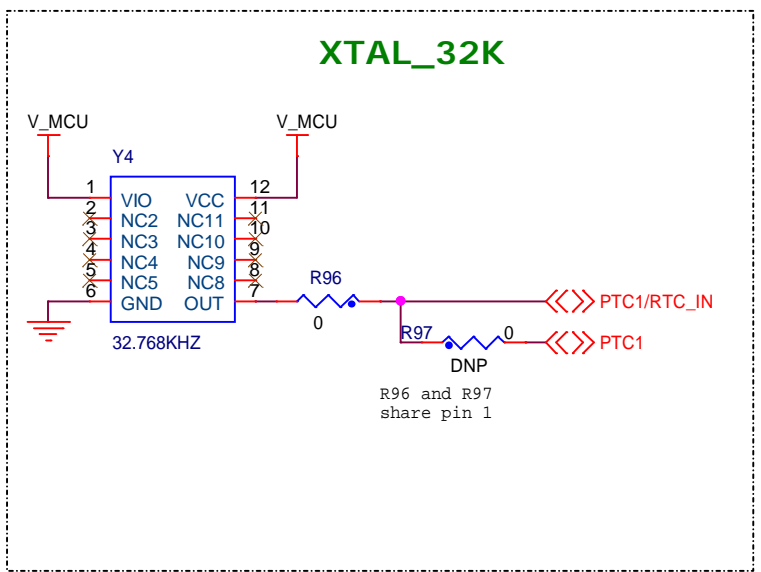 XTAL_32K
V_MCU
V_MCU
Y4
1
VIO
VCC
12
2
NC2
NC11
11
3
NC3
NC10
10
4
NC4
NC9
9
5
NC5
NC8
8
6
GND
OUT
7
32.768KHZ
R96
0
PTC1/RTC_IN
R97
0
DNP
PTC1
R96 and R97
share pin 1